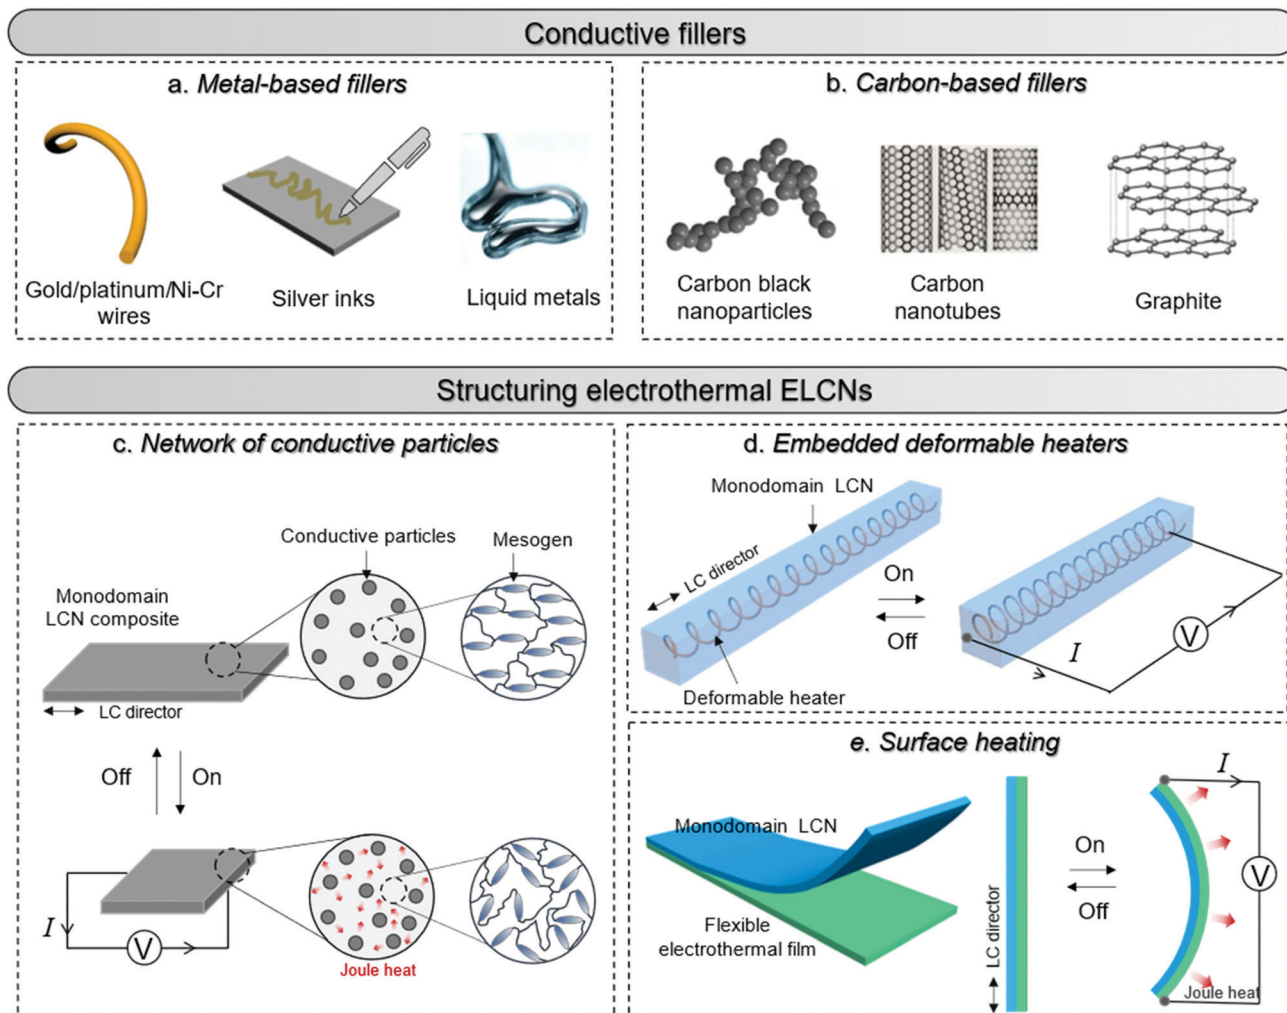 Conductive fillers
a. Metal-based fillers
Gold/platinum/Ni-Cr
wires
Silver inks
Liquid metals
b. Carbon-based fillers
Carbon black
nanoparticles
Carbon
nanotubes
Graphite
Structuring electrothermal ELCNs
c. Network of conductive particles
Conductive particles
Mesogen
Monodomain
LCN composite
LC director
Off
On
I
V
Joule heat
d. Embedded deformable heaters
Monodomain LCN
LC director
On
Off
Deformable heater
I
V
e. Surface heating
Monodomain LCN
Flexible
electrothermal film
LC director
On
Off
I
V
Joule heat